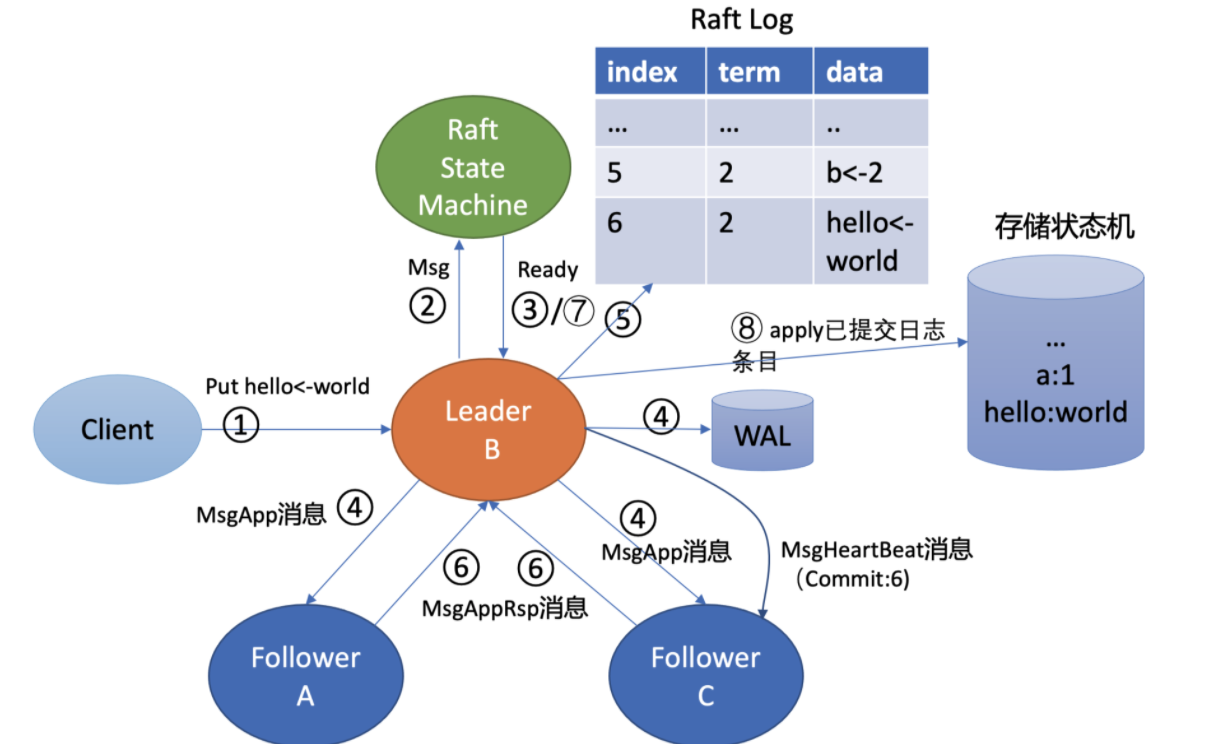 Raft Log
index term data
... ... ..
5 2 b<-2
6 2 hello<-
world
Raft
State
Machine
存储状态机
Msg
②
Ready
③/⑦
⑤
⑧ apply已提交日志
条目
...
a:1
hello:world
Put hello<-world
①
Client
Leader
B
④
WAL
MsgApp消息 ④
④
MsgApp消息
MsgHeartBeat消息
（Commit:6)
⑥ ⑥
MsgAppRsp消息
Follower
A
Follower
C